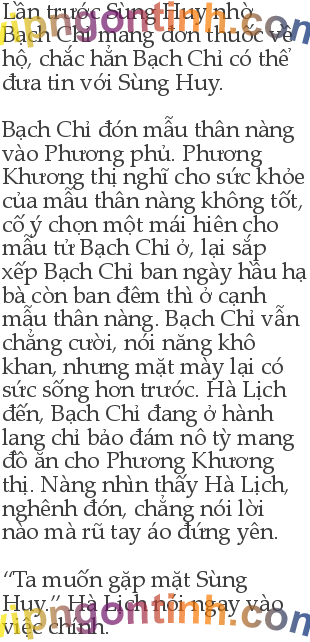 Lần trước Sùng Huy nhờ
Bạch Chỉ mang đơn thuốc về
hộ, chắc hẳn Bạch Chỉ có thể
đưa tin với Sùng Huy.
Bạch Chỉ đón mẫu thân nàng
vào Phương phủ. Phương
Khương thị nghĩ cho sức khỏe
của mẫu thân nàng không tốt,
cố ý chọn một mái hiên cho
mẫu tử Bạch Chỉ ở, lại sắp
xếp Bạch Chỉ ban ngày hầu hạ
bà còn ban đêm thì ở cạnh
mẫu thân nàng. Bạch Chỉ vẫn
chẳng cười, nói năng khô
khan, nhưng mặt mày lại có
sức sống hơn trước. Hà Lịch
đến, Bạch Chỉ đang ở hành
lang chỉ bảo đám nô tỳ mang
đồ ăn cho Phương Khương
thị. Nàng nhìn thấy Hà Lịch,
nghênh đón, chẳng nói lời
nào mà rũ tay áo đứng yên.
“Ta muốn gặp mặt Sùng
Huy.” Hà Lịch nói ngay vào
việc chính.
vipngontinh.com
vipngontinh.com